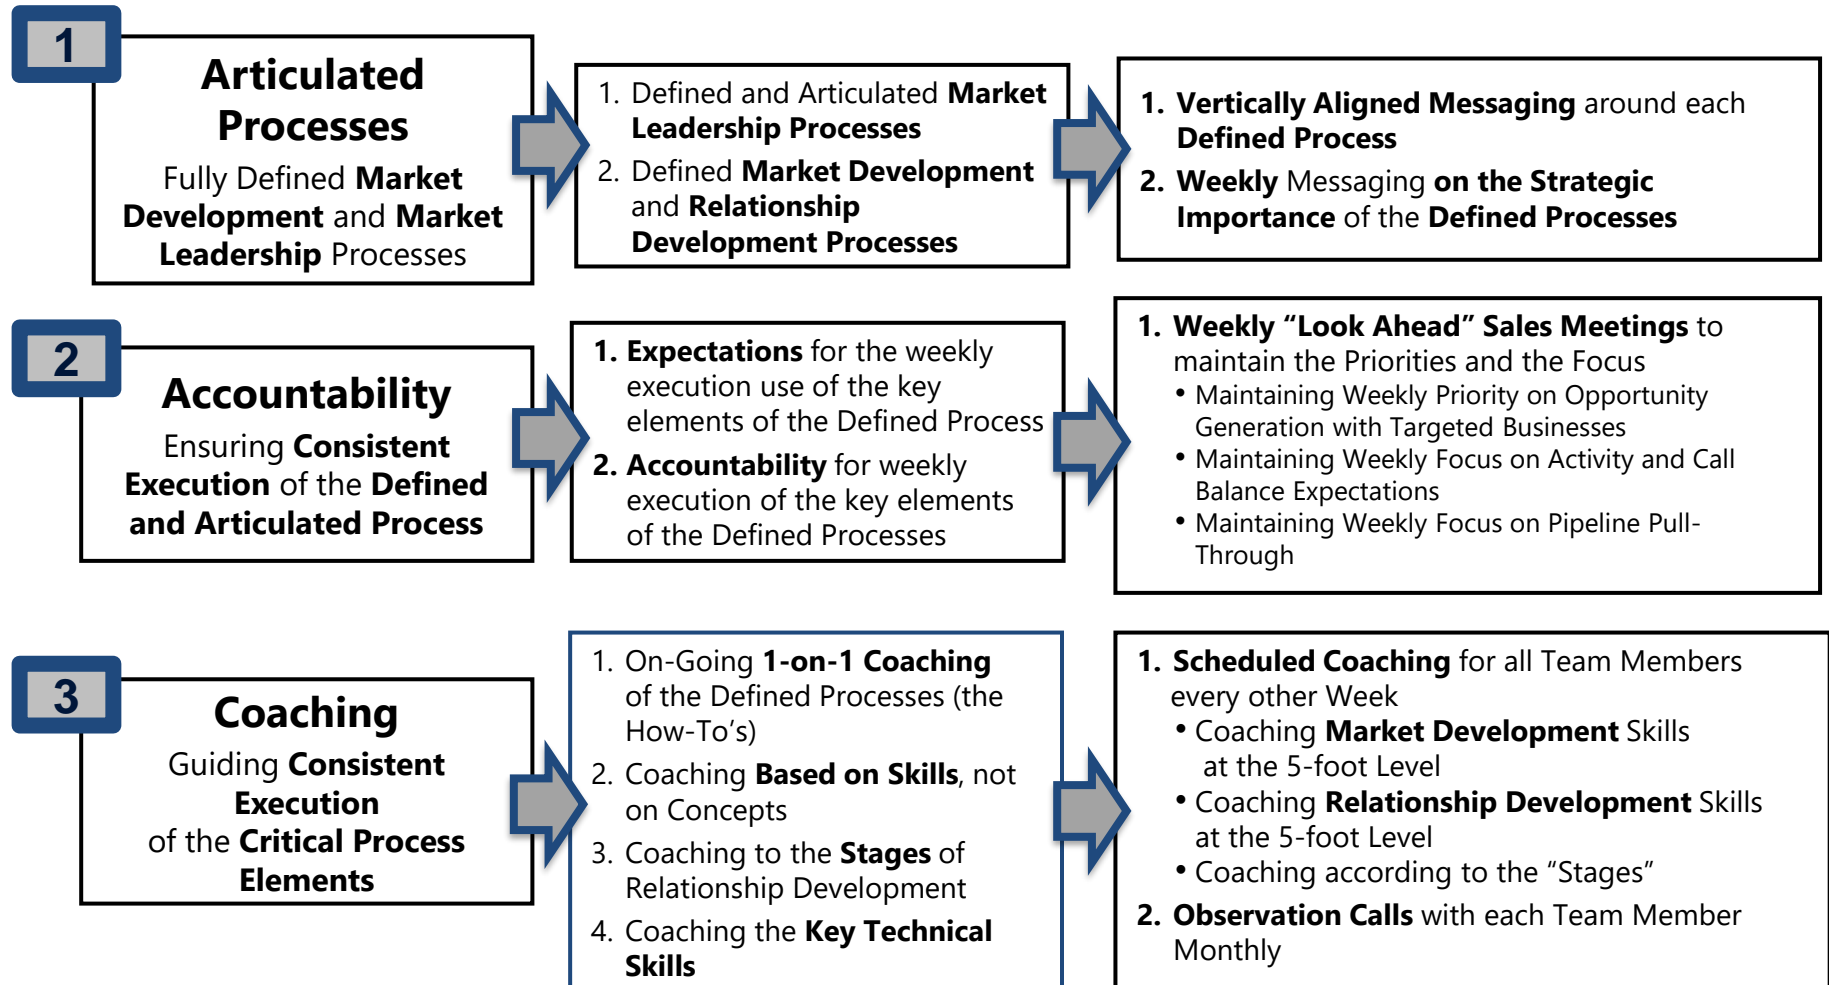 1
Articulated
Processes
Fully Defined Market
Development and Market
Leadership Processes
1. Defined and Articulated Market
Leadership Processes
2. Defined Market Development
and Relationship
Development Processes
1. Vertically Aligned Messaging around each
Defined Process
2. Weekly Messaging on the Strategic
Importance of the Defined Processes
2
Accountability
Ensuring Consistent
Execution of the Defined
and Articulated Process
1. Expectations for the weekly
execution use of the key
elements of the Defined Process
2. Accountability for weekly
execution of the key elements
of the Defined Processes
1. Weekly “Look Ahead” Sales Meetings to
maintain the Priorities and the Focus
• Maintaining Weekly Priority on Opportunity
Generation with Targeted Businesses
• Maintaining Weekly Focus on Activity and Call
Balance Expectations
• Maintaining Weekly Focus on Pipeline Pull-
Through
3
Coaching
Guiding Consistent
Execution
of the Critical Process
Elements
1. On-Going 1-on-1 Coaching
of the Defined Processes (the
How-To’s)
2. Coaching Based on Skills, not
on Concepts
3. Coaching to the Stages of
Relationship Development
4. Coaching the Key Technical
Skills
1. Scheduled Coaching for all Team Members
every other Week
• Coaching Market Development Skills
at the 5-foot Level
• Coaching Relationship Development Skills
at the 5-foot Level
• Coaching according to the “Stages”
2. Observation Calls with each Team Member
Monthly